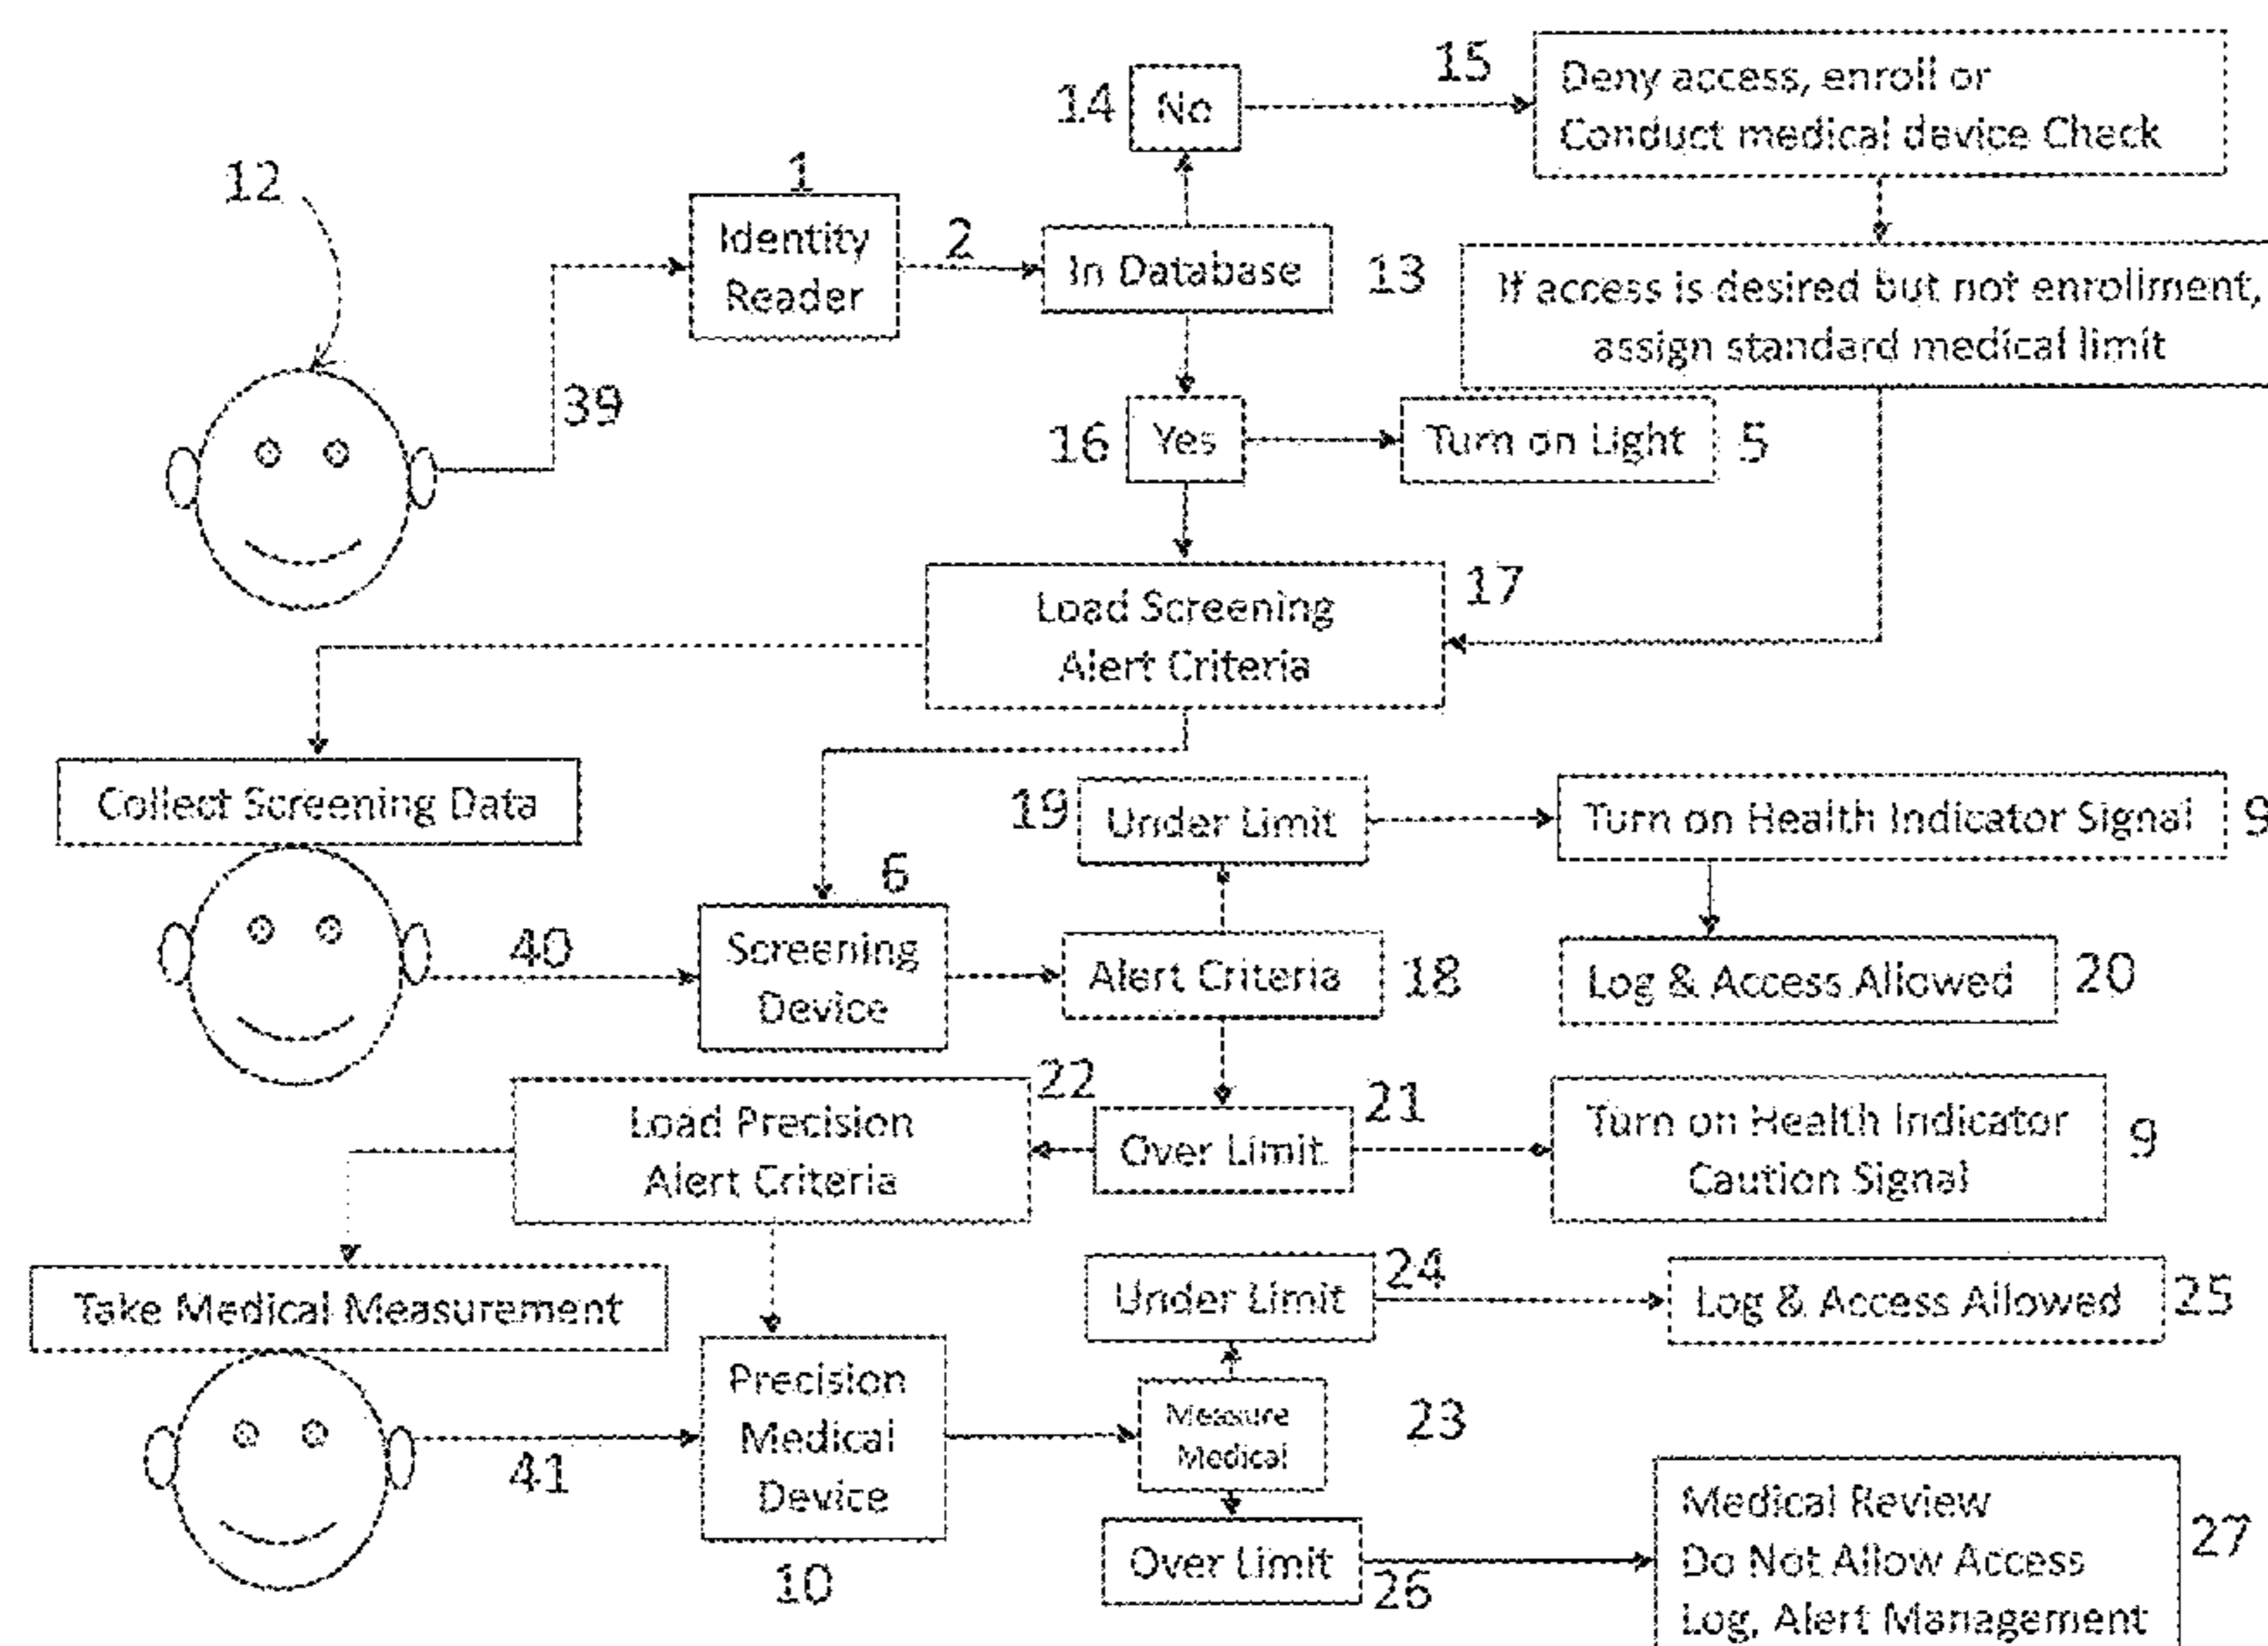 14
No
15
Deny access, enroll or
Conduct medical device Check
12
1
Identity
Reader
2
In Database
13
If access is desired but not enrollment,
assign standard medical limit
39
16
Yes
Turn on Light
5
Load Screening
Alert Criteria
17
Collect Screening Data
19
Under Limit
Turn on Health Indicator Signal
9
6
40
Screening
Device
Alert Criteria
18
Log & Access Allowed
20
Load Precision
Alert Criteria
22
Over Limit
21
Turn on Health Indicator
Caution Signal
9
Take Medical Measurement
Under Limit
24
Log & Access Allowed
25
41
Precision
Medical
Device
10
Measure
Medical
23
Over Limit
26
Medical Review
Do Not Allow Access
Log, Alert Management
27